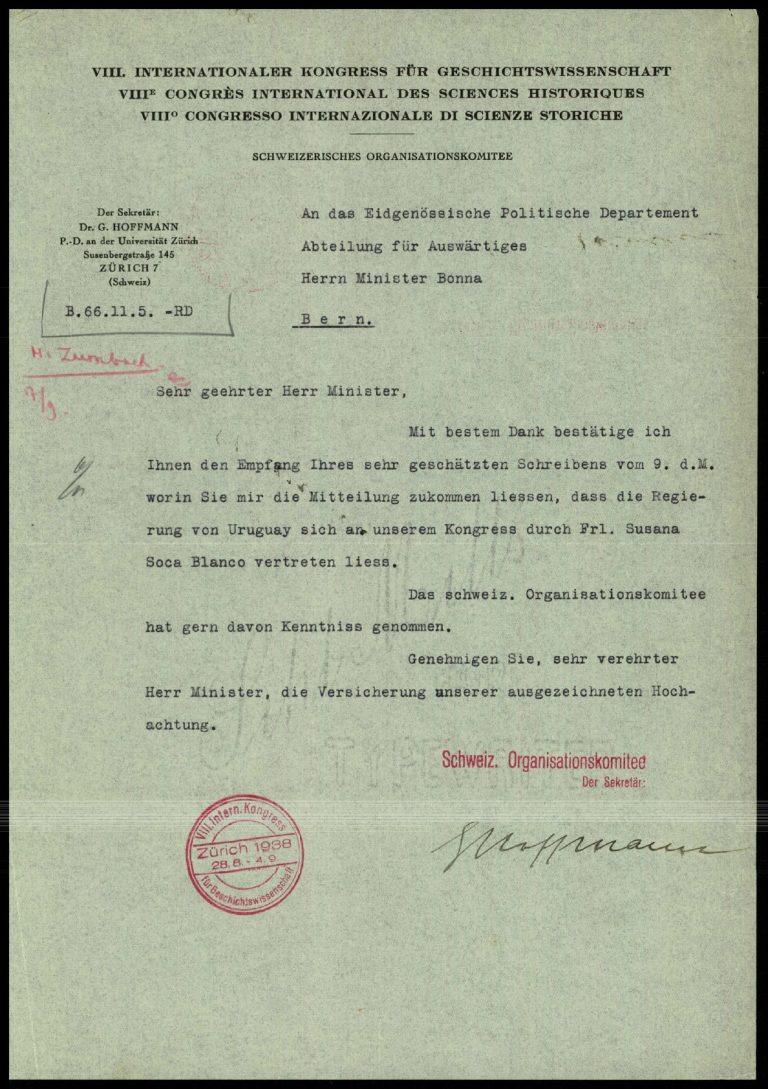 VIII. INTERNATIONALER KONGRESS FÜR GESCHICHTSWISSENSCHAFT
VIIIᴱ CONGRÈS INTERNATIONAL DES SCIENCES HISTORIQUES
VIIIᴼ CONGRESSO INTERNAZIONALE DI SCIENZE STORICHE
SCHWEIZERISCHES ORGANISATIONSKOMITEE
Der Sekretär:
Dr. G. HOFFMANN
P.-D. an der Universität Zürich
Susenbergstraße 145
ZÜRICH 7
(Schweiz)
B.66.11.5. -RD
An das Eidgenössische Politische Departement
Abteilung für Auswärtiges
Herrn Minister Bonna
B e r n.
Sehr geehrter Herr Minister,
Mit bestem Dank bestätige ich
Ihnen den Empfang Ihres sehr geschätzten Schreibens vom 9. d.M.
worin Sie mir die Mitteilung zukommen liessen, dass die Regie-
rung von Uruguay sich an unserem Kongress durch Frl. Susana
Soca Blanco vertreten liess.
Das schweiz. Organisationskomitee
hat gern davon Kenntniss genommen.
Genehmigen Sie, sehr verehrter
Herr Minister, die Versicherung unserer ausgezeichneten Hoch-
achtung.
Schweiz. Organisationskomitee
Der Sekretär:
GHoffmann
VIII. Intern. Kongress
Zürich 1938
28.8.-4.9.
für Geschichtswissenschaft